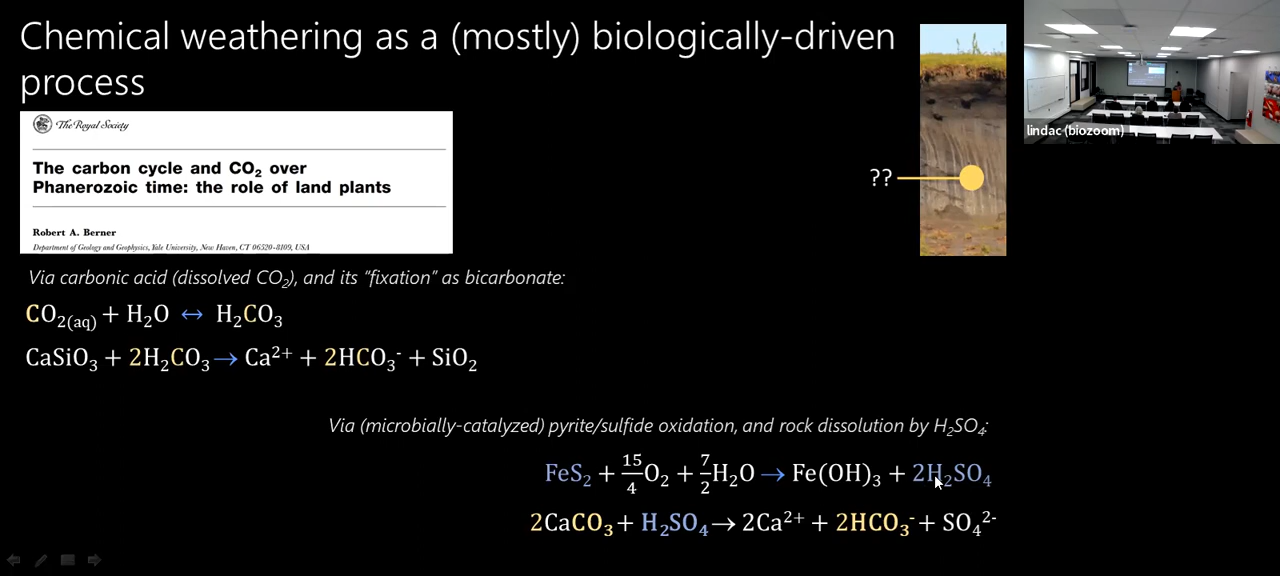 Chemical weathering as a (mostly) biologically-driven
process
The Royal Society
The carbon cycle and CO₂ over
Phanerozoic time: the role of land plants
Robert A. Berner
Department of Geology and Geophysics, Yale University, New Haven, CT 06520-8109, USA
??
lindac (biozoom)
Via carbonic acid (dissolved CO₂), and its "fixation" as bicarbonate:
CO₂₍aq₎ + H₂O ↔ H₂CO₃
CaSiO₃ + 2H₂CO₃ → Ca²⁺ + 2HCO₃⁻ + SiO₂
Via (microbially-catalyzed) pyrite/sulfide oxidation, and rock dissolution by H₂SO₄:
FeS₂ + 15/4 O₂ + 7/2 H₂O → Fe(OH)₃ + 2H₂SO₄
2CaCO₃ + H₂SO₄ → 2Ca²⁺ + 2HCO₃⁻ + SO₄²⁻